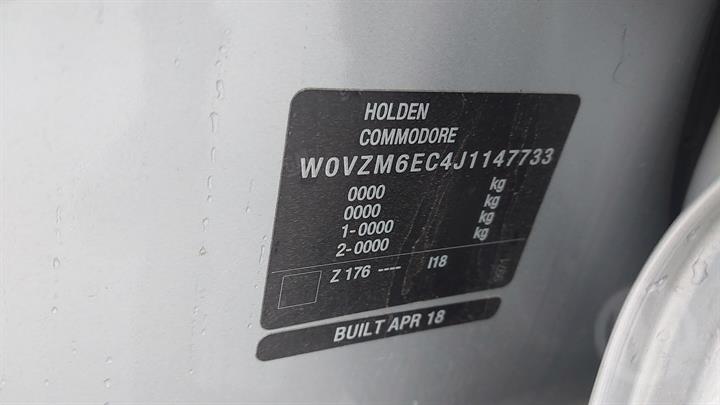 HOLDEN
COMMODORE
W0VZM6EC4J1147733
0000 kg
0000 kg
1-0000 kg
2-0000 kg
Z 176 ---- I18
BUILT APR 18